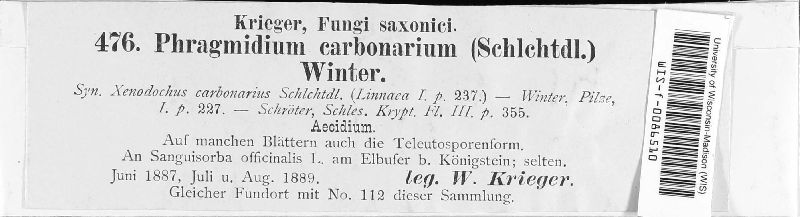 Krieger, Fungi saxonici.
476. Phragmidium carbonarium (Schlchtdl.)
Winter.
Syn. Xenodochus carbonarius Schlchtdl. (Linnaea I. p. 237.) — Winter, Pilze,
I. p. 227. — Schröter, Schles. Krypt. Fl. III. p. 355.
Aecidium.
Auf manchen Blättern auch die Teleutosporenform.
An Sanguisorba officinalis L. am Elbufer b. Königstein; selten.
Juni 1887, Juli u. Aug. 1889. leg. W. Krieger.
Gleicher Fundort mit No. 112 dieser Sammlung.
University of Wisconsin-Madison (WIS)
WIS-f-0064510